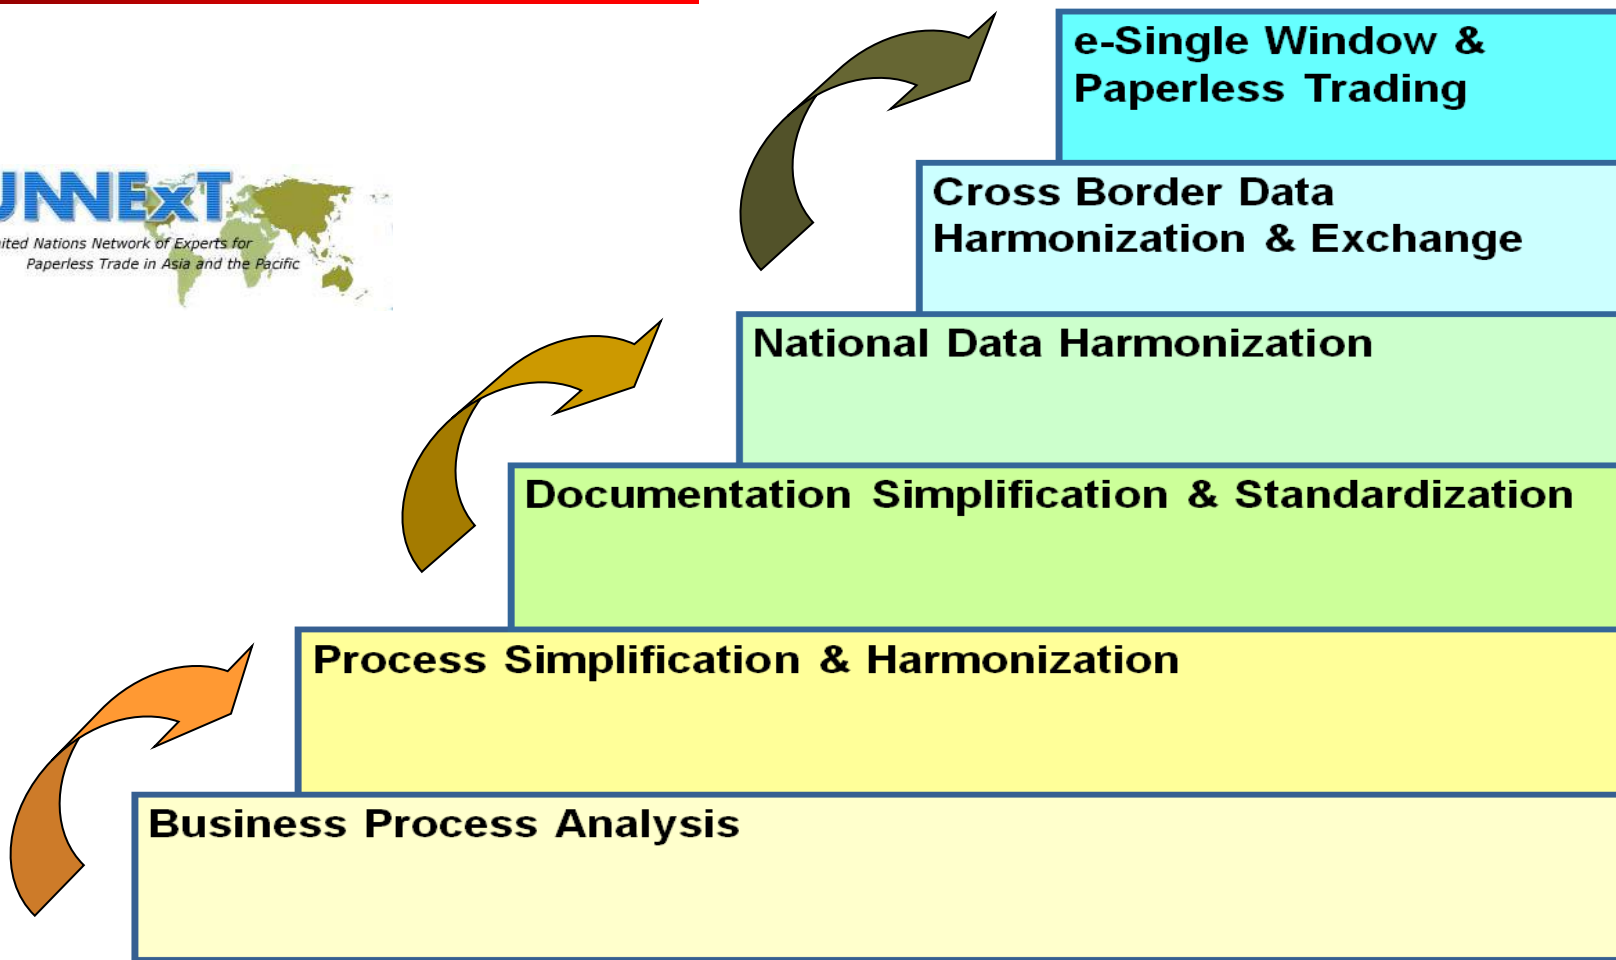 e-Single Window &
Paperless Trading
Cross Border Data
Harmonization & Exchange
UNNExT
ited Nations Network of Experts for
Paperless Trade in Asia and the Pacific
National Data Harmonization
Documentation Simplification & Standardization
Process Simplification & Harmonization
Business Process Analysis